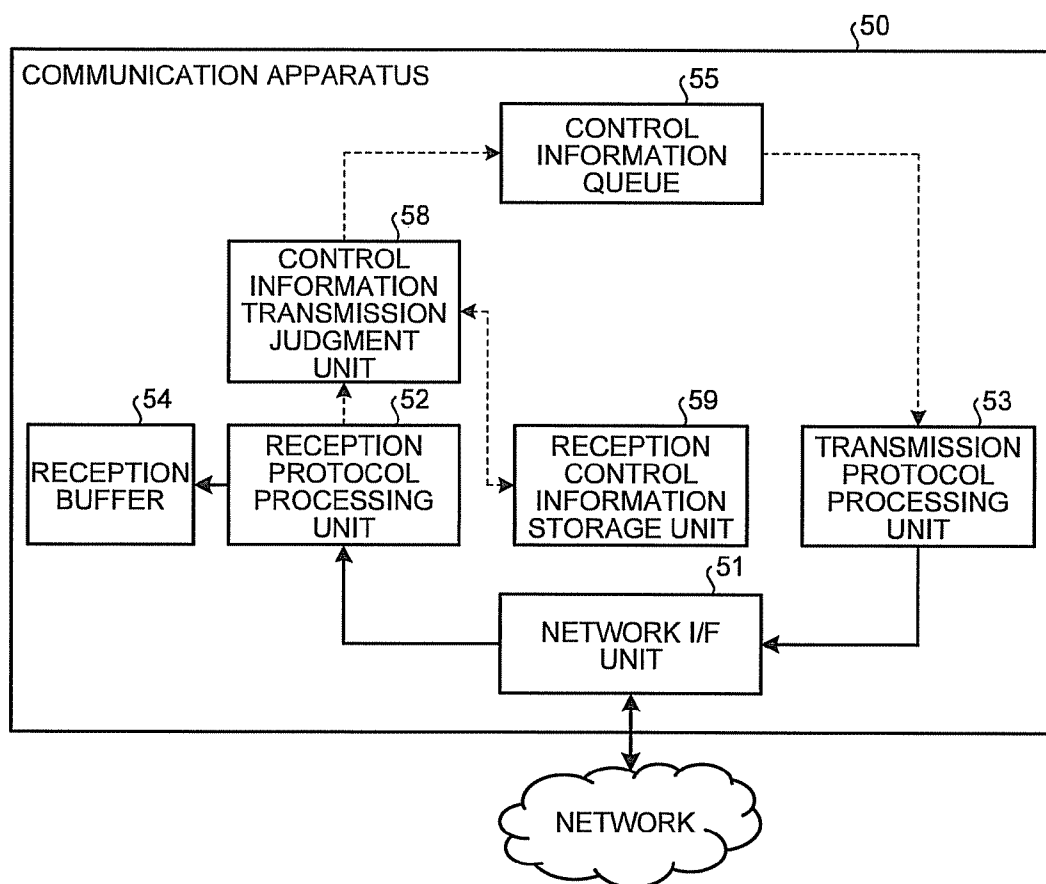 50
COMMUNICATION APPARATUS
55
CONTROL
INFORMATION
QUEUE
58
CONTROL
INFORMATION
TRANSMISSION
JUDGMENT
UNIT
54
RECEPTION
BUFFER
52
RECEPTION
PROTOCOL
PROCESSING
UNIT
59
RECEPTION
CONTROL
INFORMATION
STORAGE UNIT
53
TRANSMISSION
PROTOCOL
PROCESSING
UNIT
51
NETWORK I/F
UNIT
NETWORK